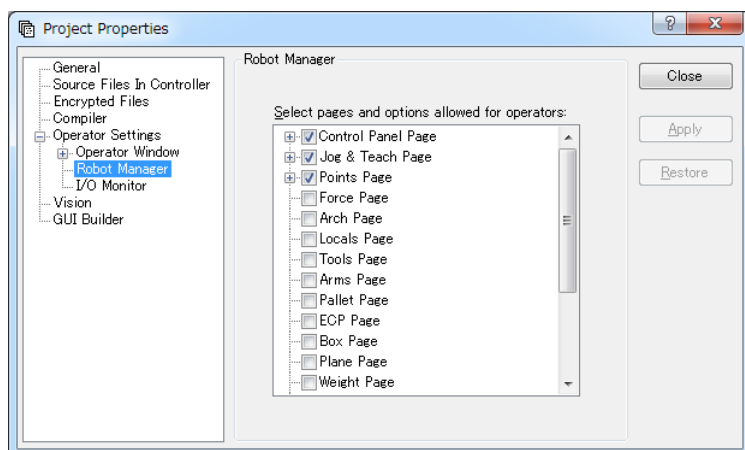 Project Properties
General
Source Files In Controller
Encrypted Files
Compiler
Operator Settings
Operator Window
Robot Manager
I/O Monitor
Vision
GUI Builder
Robot Manager
Select pages and options allowed for operators:
Control Panel Page
Jog & Teach Page
Points Page
Force Page
Arch Page
Locals Page
Tools Page
Arms Page
Pallet Page
ECP Page
Box Page
Plane Page
Weight Page
Close
Apply
Restore